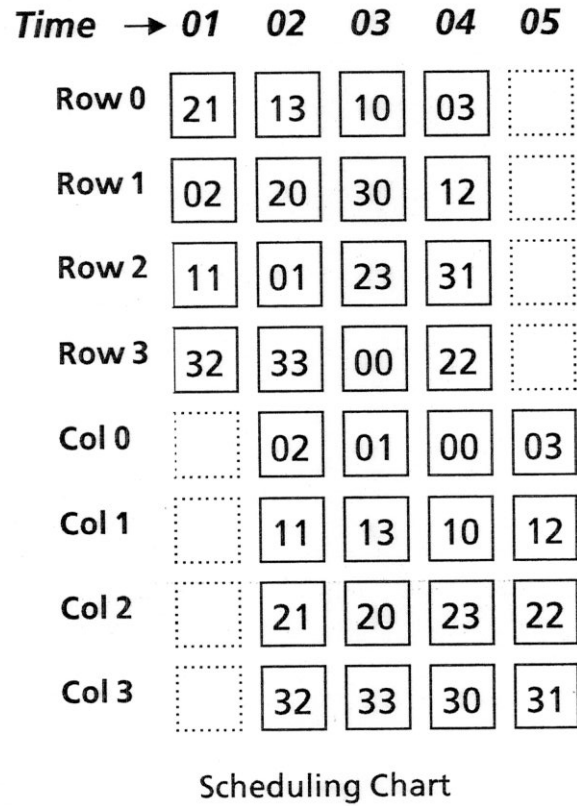 Time → 01 02 03 04 05
Row 0 21 13 10 03
Row 1 02 20 30 12
Row 2 11 01 23 31
Row 3 32 33 00 22
Col 0 02 01 00 03
Col 1 11 13 10 12
Col 2 21 20 23 22
Col 3 32 33 30 31
Scheduling Chart